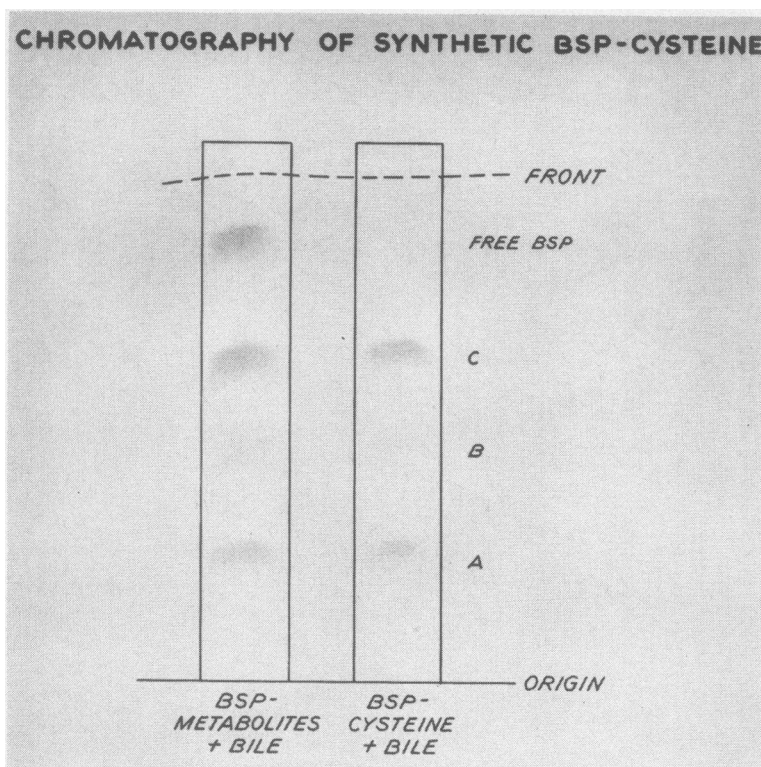 CHROMATOGRAPHY OF SYNTHETIC BSP-CYSTEINE
FRONT
FREE BSP
C
B
A
ORIGIN
BSP-
METABOLITES
+ BILE
BSP-
CYSTEINE
+ BILE